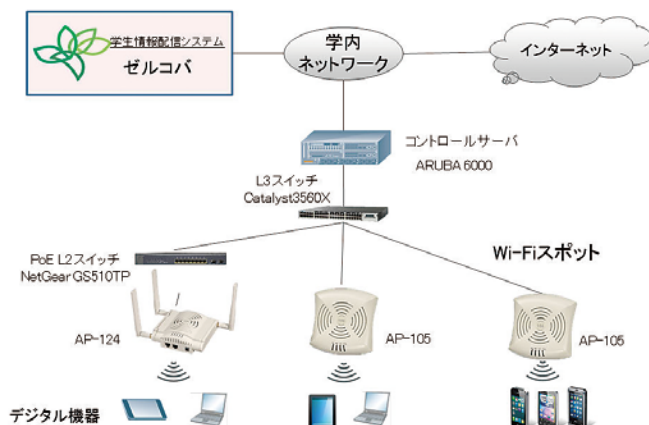 学生情報配信システム
ゼルコバ
学内
ネットワーク
インターネット
コントロールサーバ
ARUBA 6000
L3スイッチ
Catalyst3560X
PoE L2スイッチ
NetGear GS510TP
Wi-Fiスポット
AP-124
AP-105
AP-105
デジタル機器